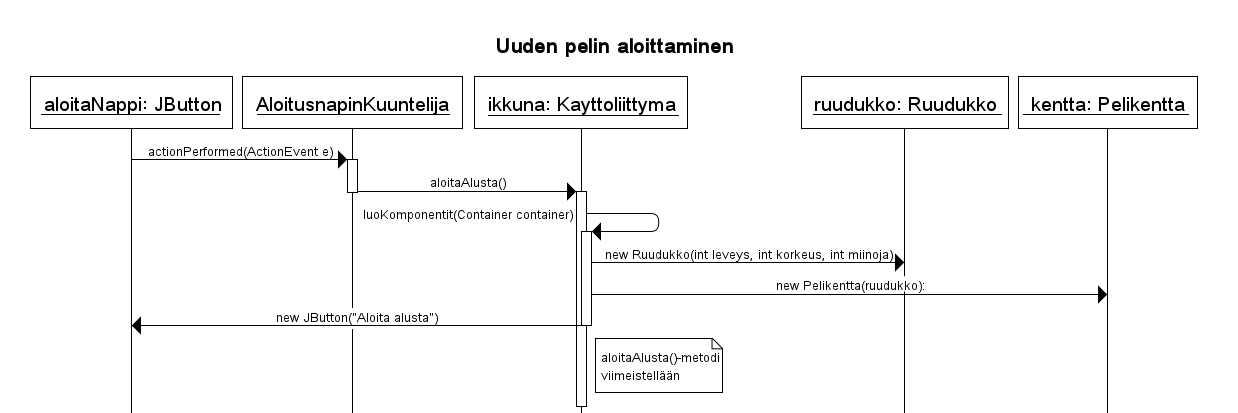 Uuden pelin aloittaminen
aloitaNappi: JButton
AloitusnapinKuuntelija
ikkuna: Kayttoliittyma
ruudukko: Ruudukko
kentta: Pelikentta
actionPerformed(ActionEvent e)
aloitaAlusta()
luoKomponentit(Container container)
new Ruudukko(int leveys, int korkeus, int miinoja)
new Pelikentta(ruudukko):
new JButton("Aloita alusta")
aloitaAlusta()-metodi
viimeistellään